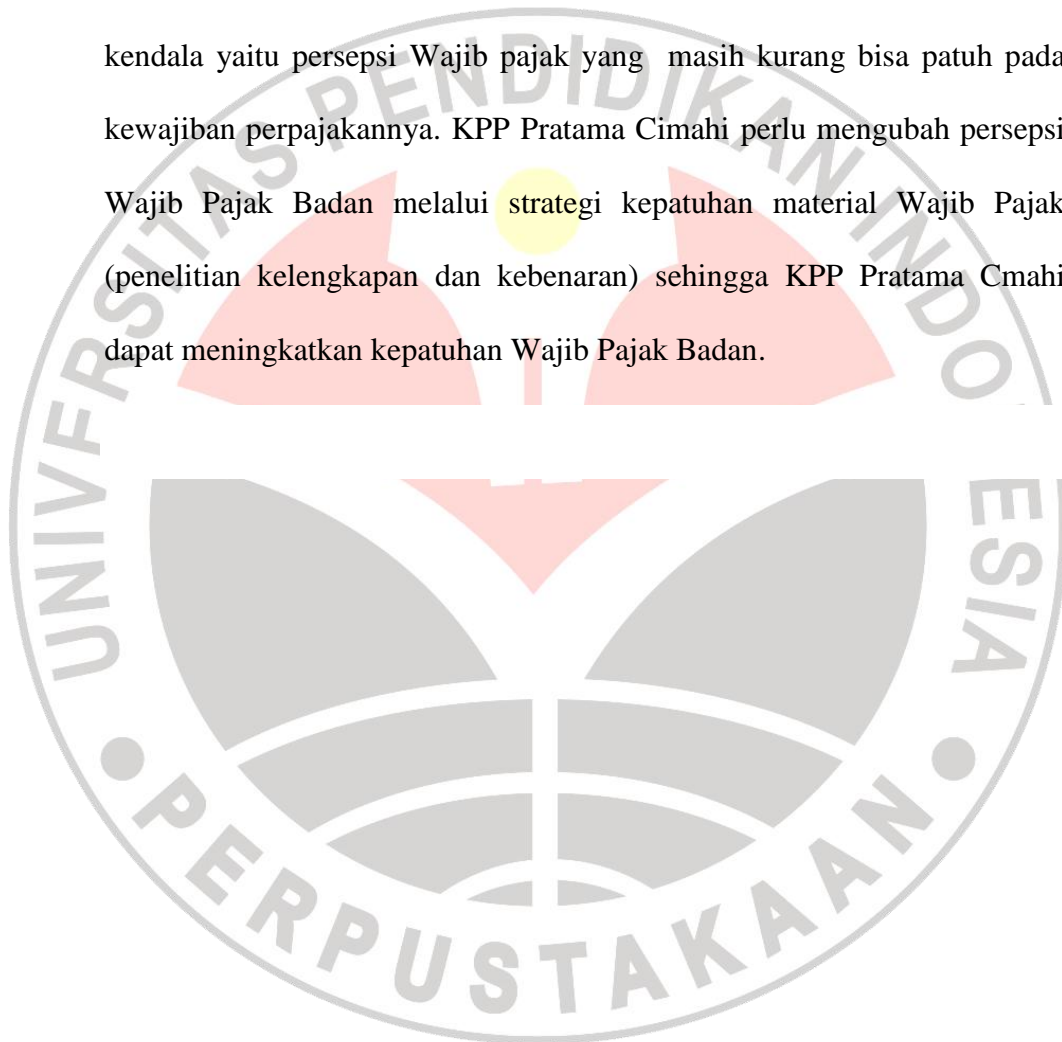 kendala yaitu persepsi Wajib pajak yang masih kurang bisa patuh pada
kewajiban perpajakannya. KPP Pratama Cimahi perlu mengubah persepsi
Wajib Pajak Badan melalui strategi kepatuhan material Wajib Pajak
(penelitian kelengkapan dan kebenaran) sehingga KPP Pratama Cmahi
dapat meningkatkan kepatuhan Wajib Pajak Badan.
UNIVERSITAS PENDIDIKAN INDO ESIA
PERPUSTAKAAN